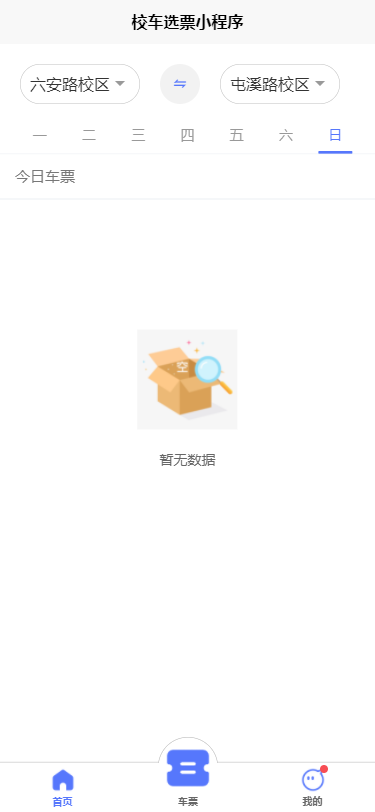 校车选票小程序
六安路校区 屯溪路校区
一 二 三 四 五 六 日
今日车票
空
暂无数据
首页 车票 我的